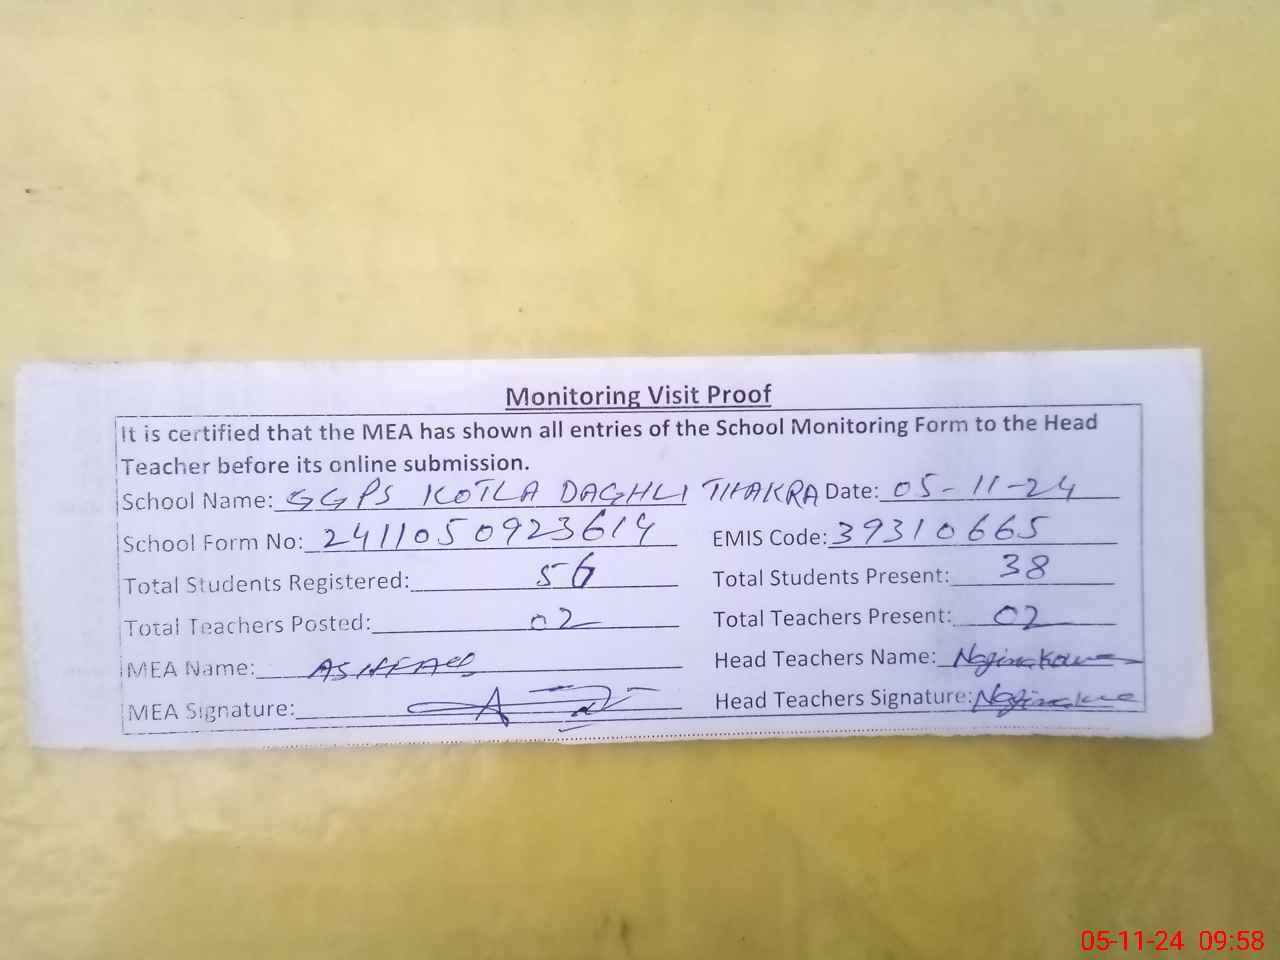 Monitoring Visit Proof
It is certified that the MEA has shown all entries of the School Monitoring Form to the Head
Teacher before its online submission.
School Name: GGPS KOTLA DAGHLI THAKRA Date: 05-11-24
School Form No: 2411050923614 EMIS Code: 39310665
Total Students Registered: 56 Total Students Present: 38
Total Teachers Posted: 02 Total Teachers Present: 02
MEA Name: Head Teachers Name:
MEA Signature: Head Teachers Signature:
05-11-24 09:58